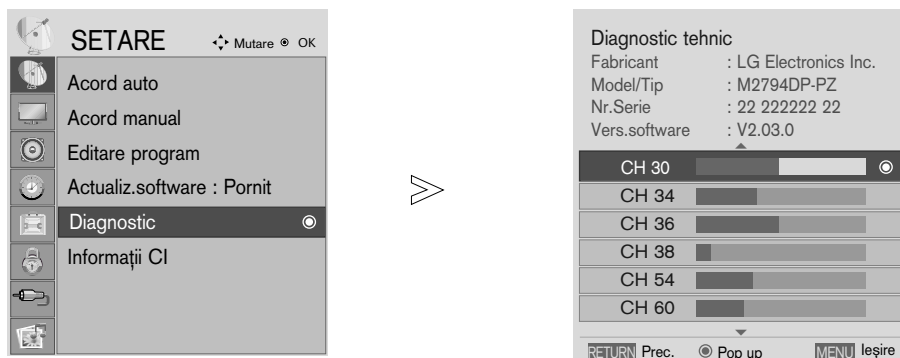 SETARE Mutare OK
Acord auto
Acord manual
Editare program
Actualiz.software : Pornit
Diagnostic
Informații CI
Diagnostic tehnic
Fabricant : LG Electronics Inc.
Model/Tip : M2794DP-PZ
Nr.Serie : 22 222222 22
Vers.software : V2.03.0
CH 30
CH 34
CH 36
CH 38
CH 54
CH 60
RETURN Prec. Pop up MENU Ieşire